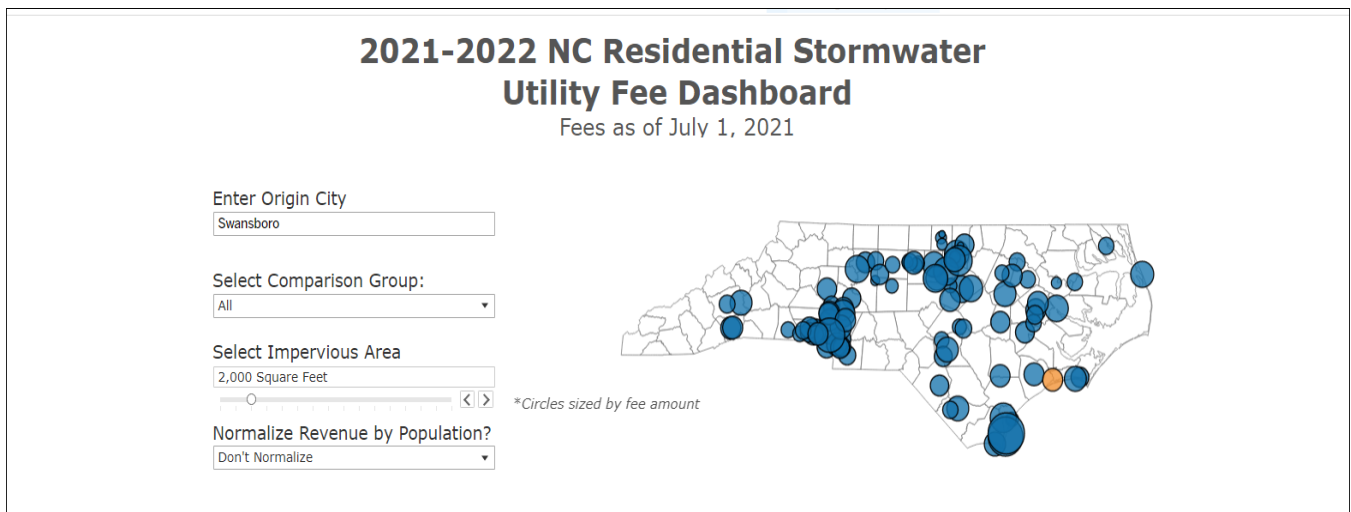 2021-2022 NC Residential Stormwater
Utility Fee Dashboard
Fees as of July 1, 2021
Enter Origin City
Swansboro
Select Comparison Group:
All
Select Impervious Area
2,000 Square Feet
*Circles sized by fee amount
Normalize Revenue by Population?
Don't Normalize